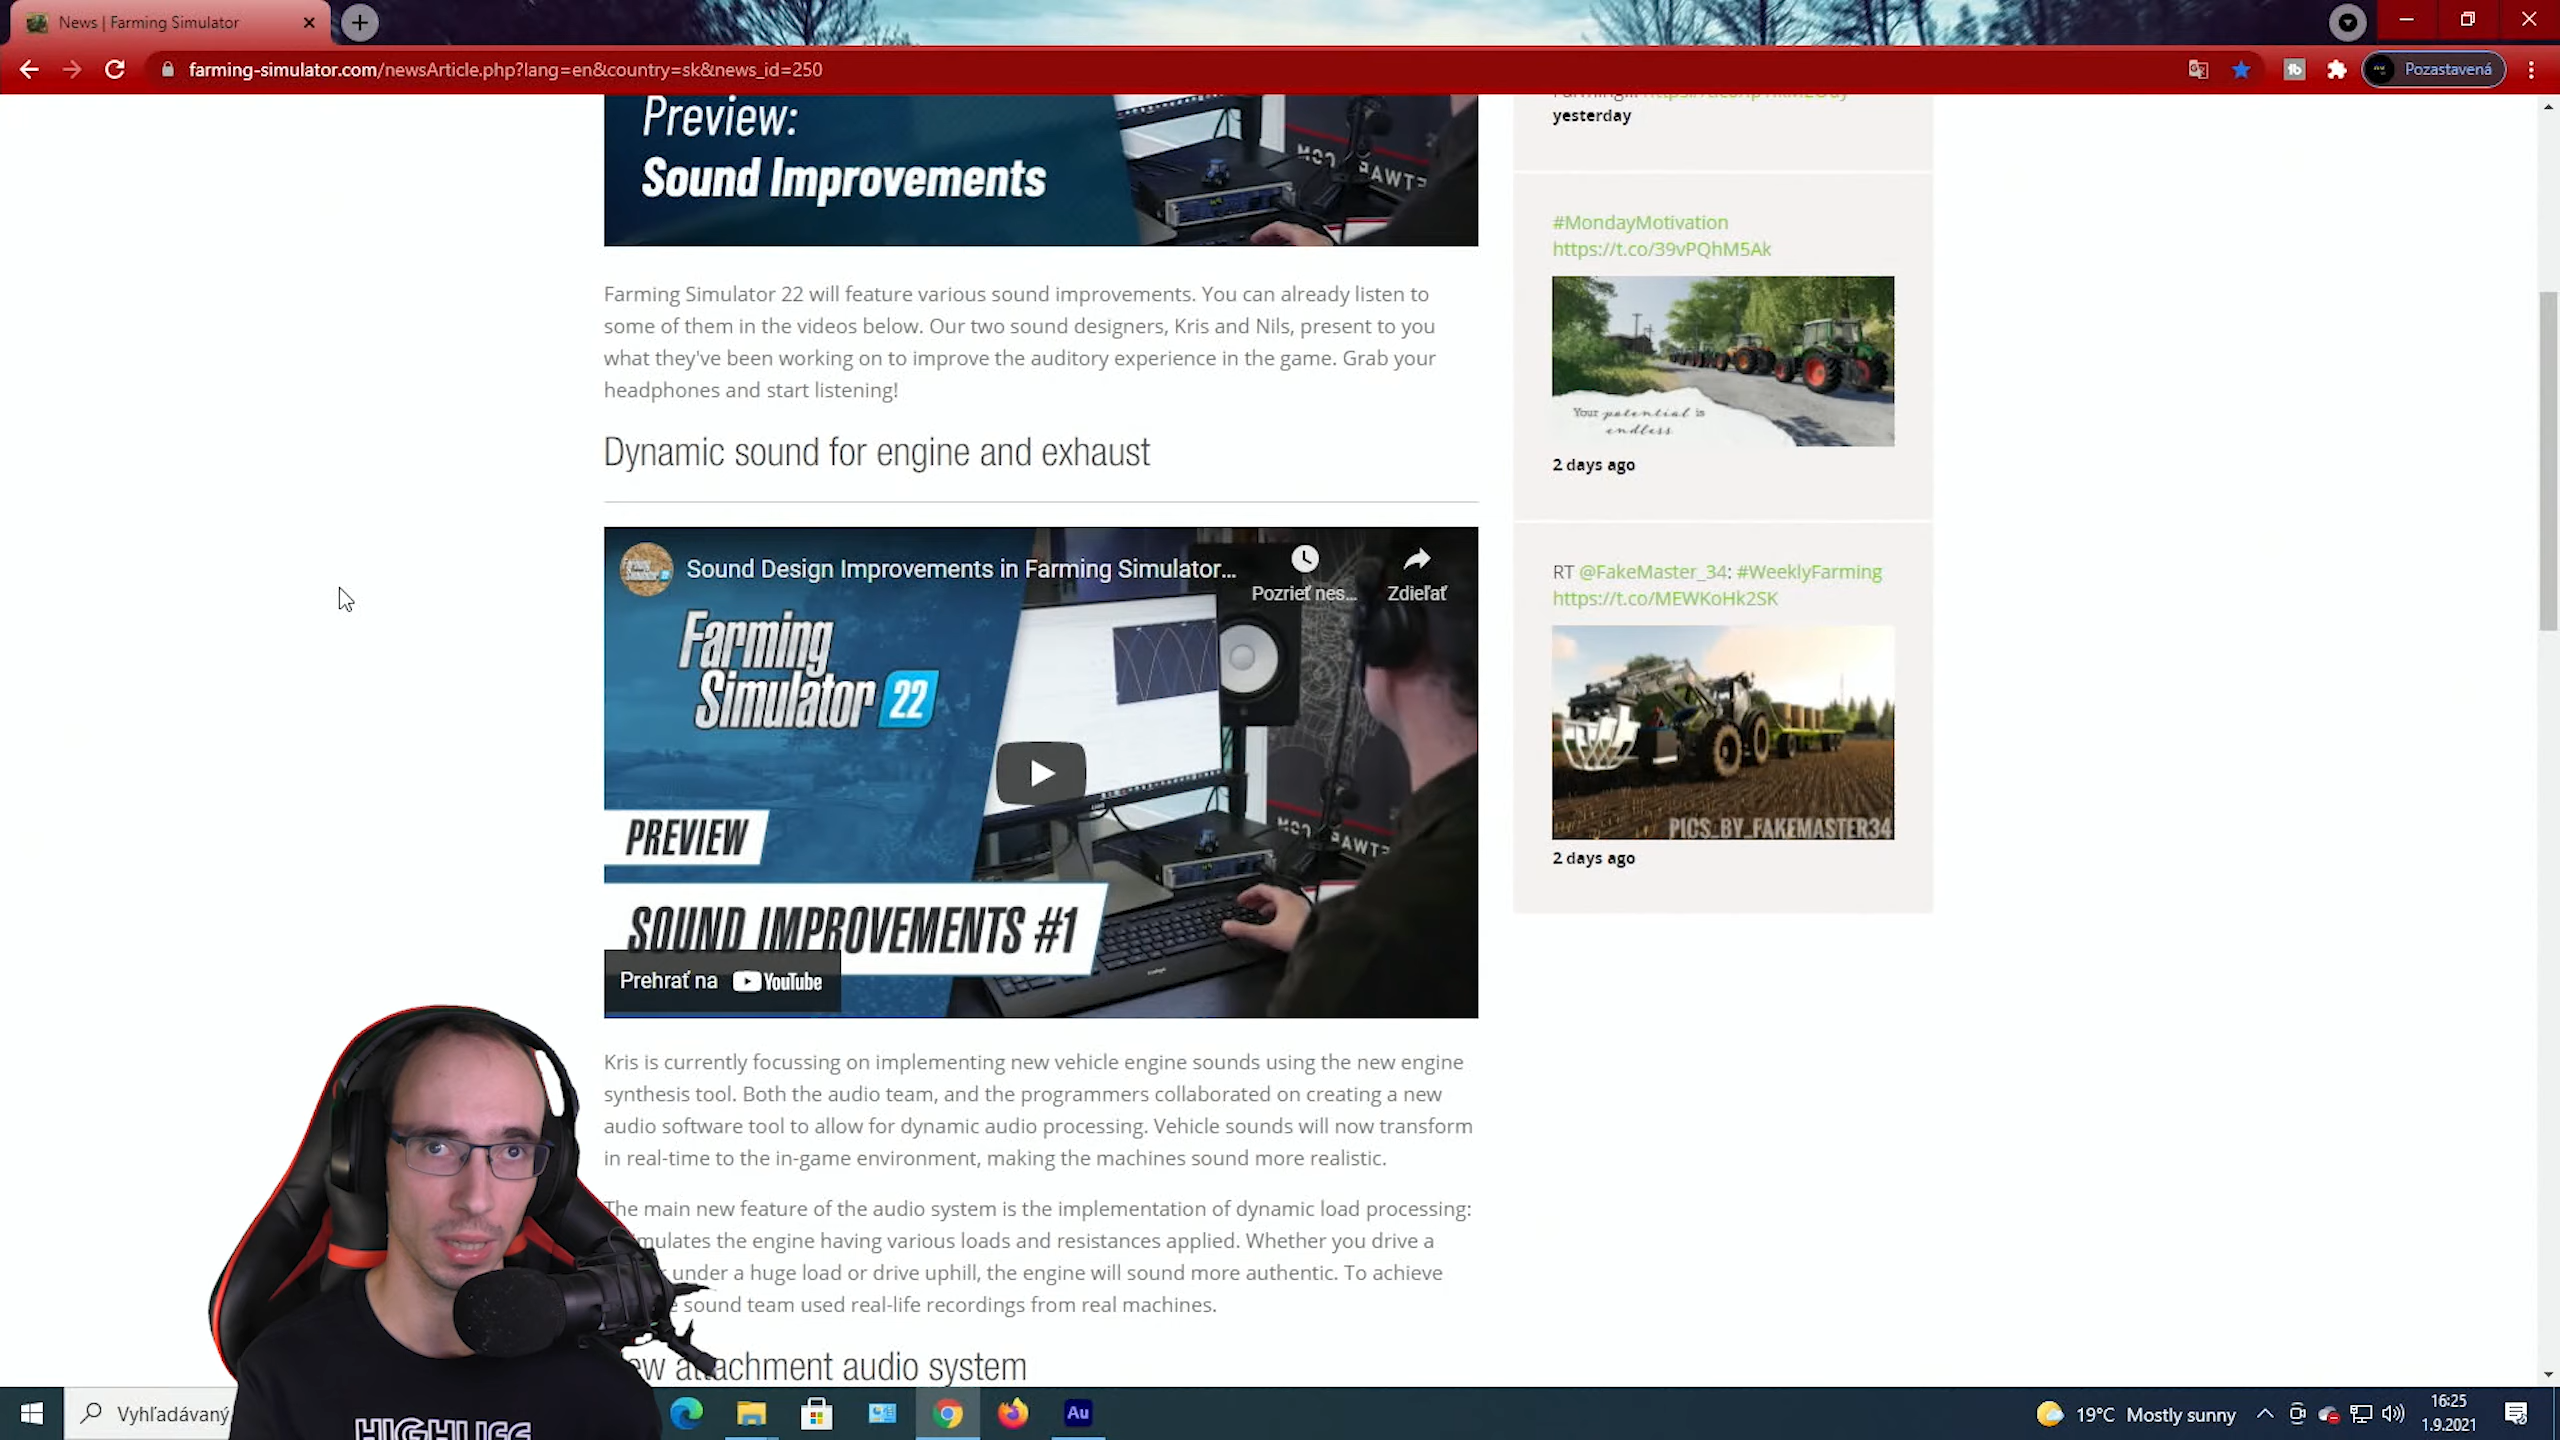 News | Farming Simulator
farming-simulator.com/newsArticle.php?lang=en&country=sk&news_id=250
Pozastavená
Preview:
Sound Improvements
Farming Simulator 22 will feature various sound improvements. You can already listen to
some of them in the videos below. Our two sound designers, Kris and Nils, present to you
what they've been working on to improve the auditory experience in the game. Grab your
headphones and start listening!
Dynamic sound for engine and exhaust
Sound Design Improvements in Farming Simulator...
Pozrieť nes...
Zdieľať
Farming
Simulator 22
PREVIEW
SOUND IMPROVEMENTS #1
Prehrať na YouTube
Kris is currently focussing on implementing new vehicle engine sounds using the new engine
synthesis tool. Both the audio team, and the programmers collaborated on creating a new
audio software tool to allow for dynamic audio processing. Vehicle sounds will now transform
in real-time to the in-game environment, making the machines sound more realistic.
The main new feature of the audio system is the implementation of dynamic load processing:
the engine having various loads and resistances applied. Whether you drive a
under a huge load or drive uphill, the engine will sound more authentic. To achieve
sound team used real-life recordings from real machines.
attachment audio system
yesterday
#MondayMotivation
https://t.co/39vPQhM5Ak
Your potential is
endless
2 days ago
RT @FakeMaster_34: #WeeklyFarming
https://t.co/MEWKoHk2SK
PICS_BY_FAKEMASTER34
2 days ago
HIGHLIFE
Vyhľadávaný
Au
19°C Mostly sunny
16:25
1.9.2021